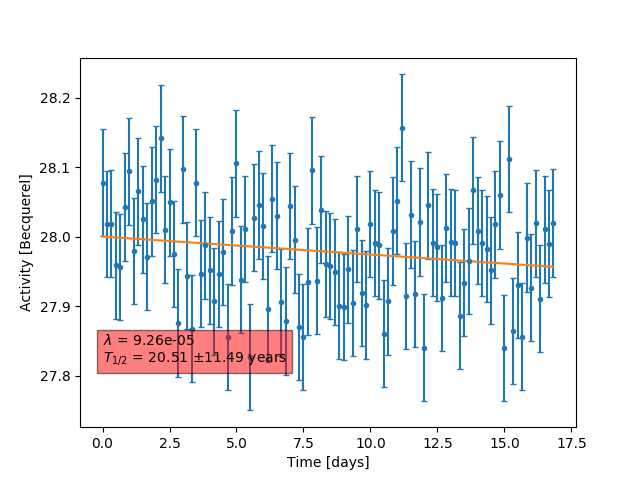 28.2
28.1
28.0
27.9
27.8
Activity [Becquerel]
λ = 9.26e-05
T1/2 = 20.51 ±11.49 years
0.0 2.5 5.0 7.5 10.0 12.5 15.0 17.5
Time [days]